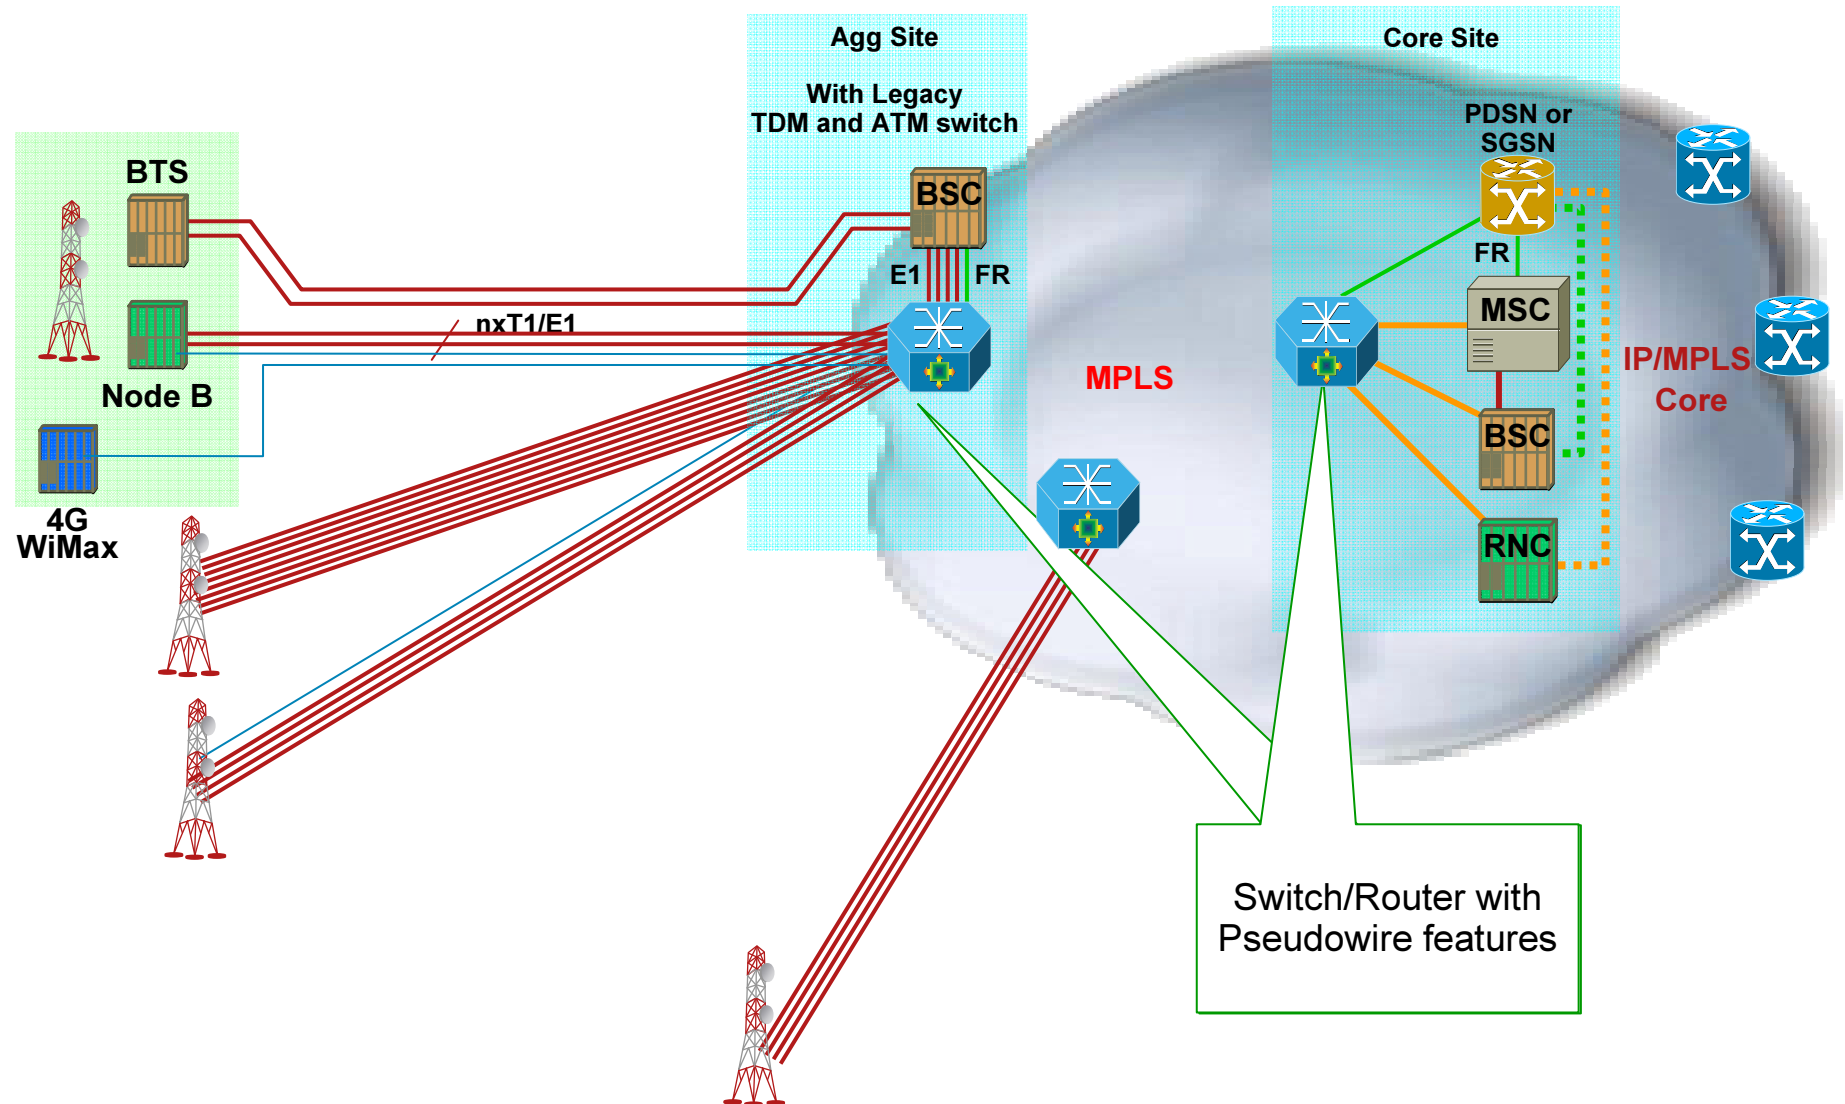 Agg Site
With Legacy
TDM and ATM switch
Core Site
PDSN or
SGSN
BTS
BSC
E1
FR
FR
MSC
nxT1/E1
Node B
MPLS
IP/MPLS
Core
BSC
4G
WiMax
RNC
Switch/Router with
Pseudowire features